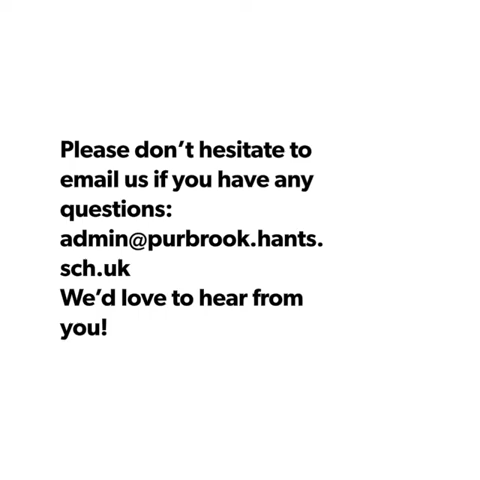 Please don’t hesitate to
email us if you have any
questions:
admin@purbrook.hants.
sch.uk
We’d love to hear from
you!